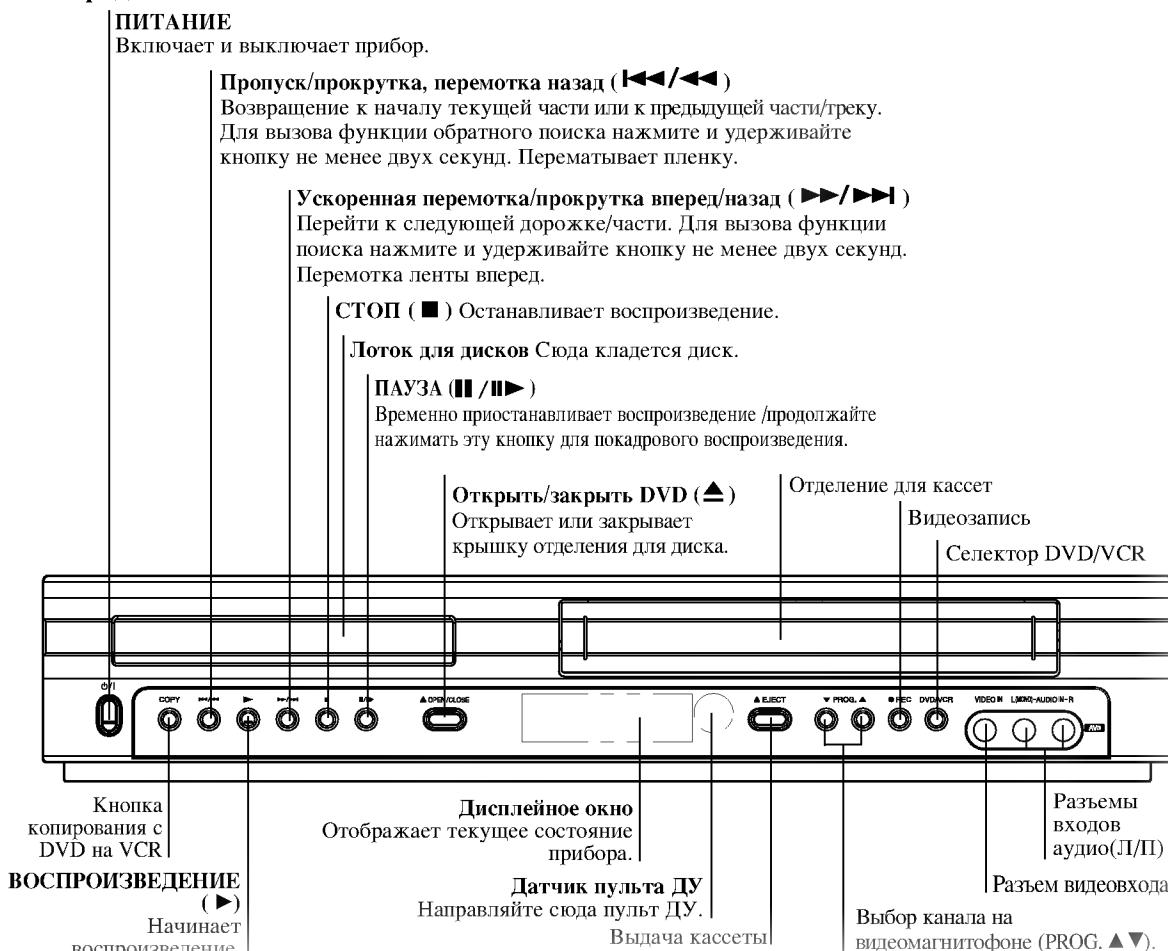 ПИТАНИЕ
Включает и выключает прибор.
Пропуск/прокрутка, перемотка назад (⏮/◀◀)
Возвращение к началу текущей части или к предыдущей части/треку.
Для вызова функции обратного поиска нажмите и удерживайте
кнопку не менее двух секунд. Перематывает пленку.
Ускоренная перемотка/прокрутка вперед/назад ( ▶▶/▶▶| )
Перейти к следующей дорожке/части. Для вызова функции
поиска нажмите и удерживайте кнопку не менее двух секунд.
Перемотка ленты вперед.
СТОП ( ■ ) Останавливает воспроизведение.
Лоток для дисков Сюда кладется диск.
ПАУЗА (▮▮ /▮▮▶ )
Временно приостанавливает воспроизведение /продолжайте
нажимать эту кнопку для покадрового воспроизведения.
Открыть/закрыть DVD (⏏)
Открывает или закрывает
крышку отделения для диска.
Отделение для кассет
Видеозапись
Селектор DVD/VCR
COPY
▲ OPEN/CLOSE
▲ EJECT
▼ PROG. ▲
● REC
DVD/VCR
VIDEO IN
L(MONO)-AUDIO IN-R
Кнопка
копирования с
DVD на VCR
ВОСПРОИЗВЕДЕНИЕ
( ▶)
Начинает
воспроизведение.
Дисплейное окно
Отображает текущее состояние
прибора.
Датчик пульта ДУ
Направляйте сюда пульт ДУ.
Выдача кассеты
Разъемы
входов
аудио(Л/П)
Разъем видеовхода
Выбор канала на
видеомагнитофоне (PROG. ▲▼).